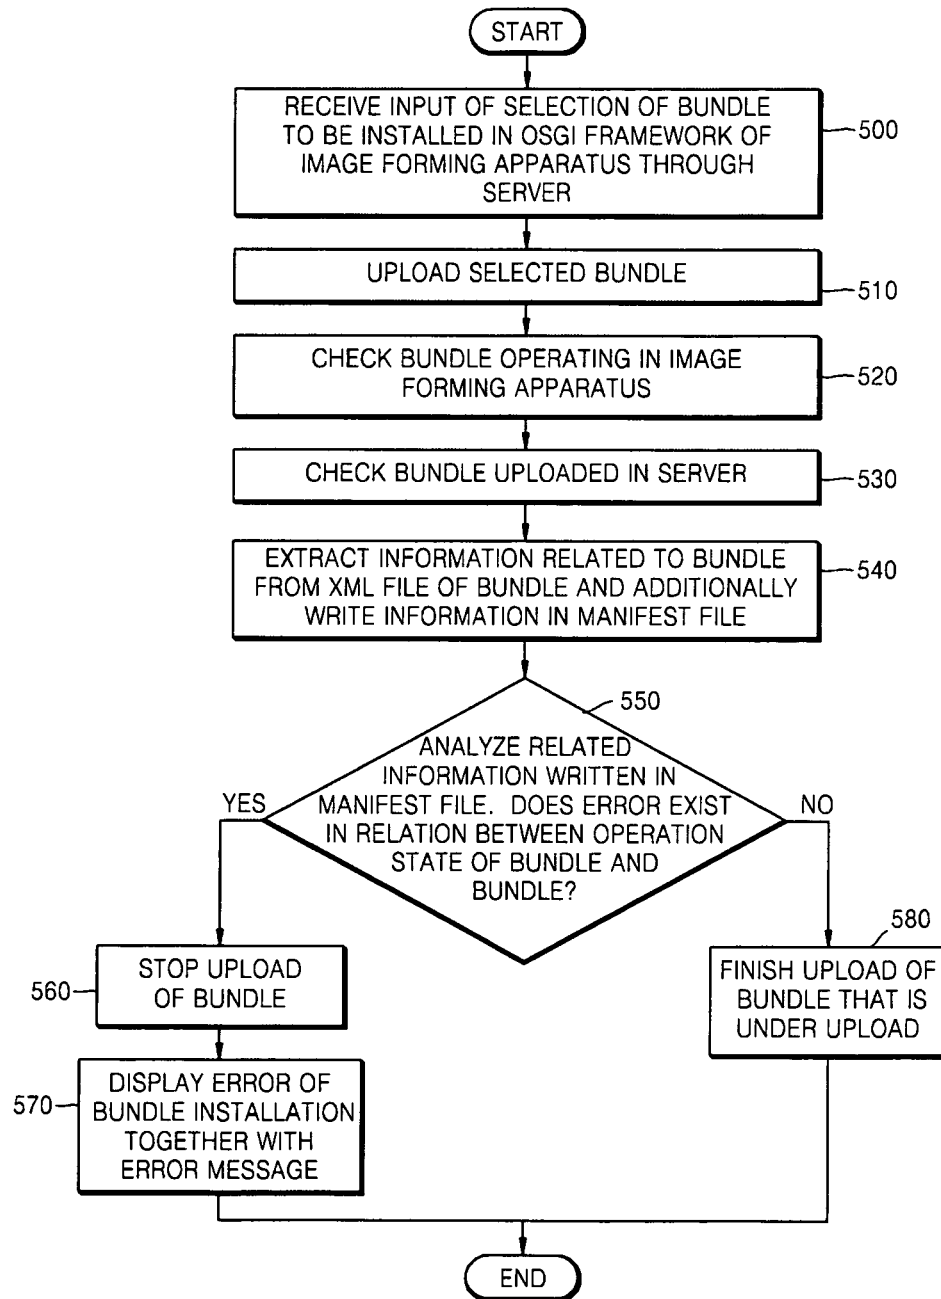 START
RECEIVE INPUT OF SELECTION OF BUNDLE
TO BE INSTALLED IN OSGI FRAMEWORK OF
IMAGE FORMING APPARATUS THROUGH
SERVER
500
UPLOAD SELECTED BUNDLE
510
CHECK BUNDLE OPERATING IN IMAGE
FORMING APPARATUS
520
CHECK BUNDLE UPLOADED IN SERVER
530
EXTRACT INFORMATION RELATED TO BUNDLE
FROM XML FILE OF BUNDLE AND ADDITIONALLY
WRITE INFORMATION IN MANIFEST FILE
540
550
ANALYZE RELATED
INFORMATION WRITTEN IN
MANIFEST FILE. DOES ERROR EXIST
IN RELATION BETWEEN OPERATION
STATE OF BUNDLE AND
BUNDLE?
YES
NO
560
STOP UPLOAD
OF BUNDLE
570
DISPLAY ERROR OF
BUNDLE INSTALLATION
TOGETHER WITH
ERROR MESSAGE
580
FINISH UPLOAD OF
BUNDLE THAT IS
UNDER UPLOAD
END